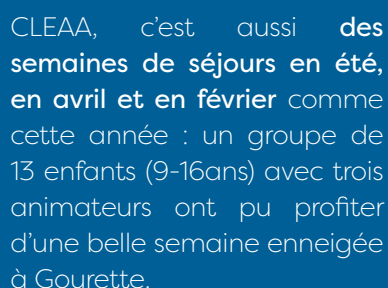 CLEAA, c'est aussi des
semaines de séjours en été,
en avril et en février comme
cette année : un groupe de
13 enfants (9-16ans) avec trois
animateurs ont pu profiter
d'une belle semaine enneigée
à Gourette.